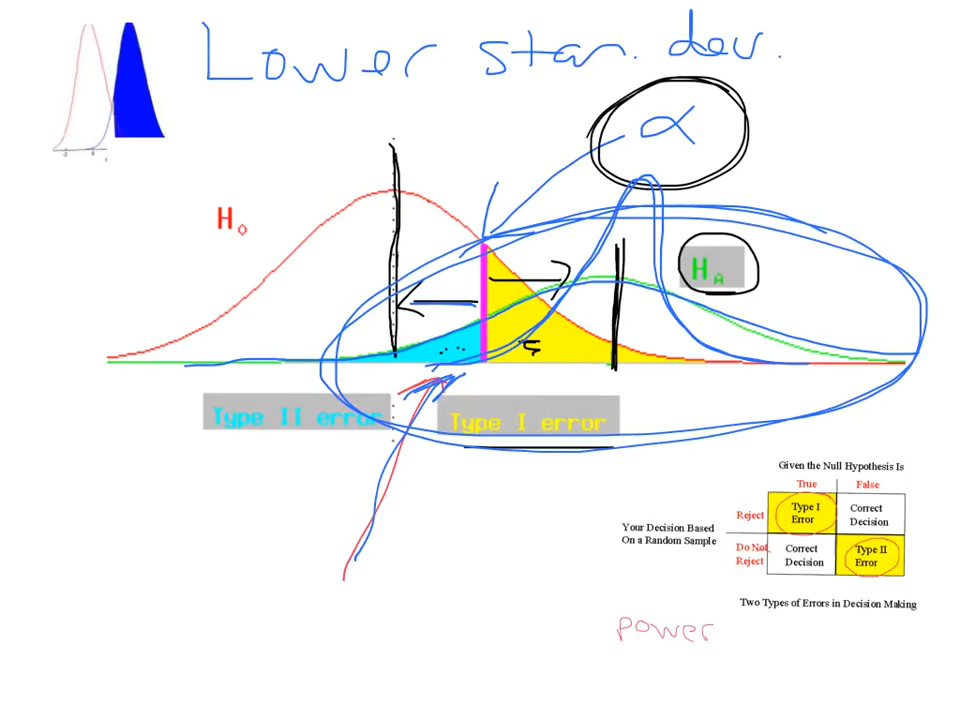 Lower stan. dev.
α
H₀
H_A
Type II error
Type I error
Given the Null Hypothesis Is
True False
Your Decision Based
On a Random Sample
Reject
Type I
Error
Correct
Decision
Do Not
Reject
Correct
Decision
Type II
Error
Two Types of Errors in Decision Making
power